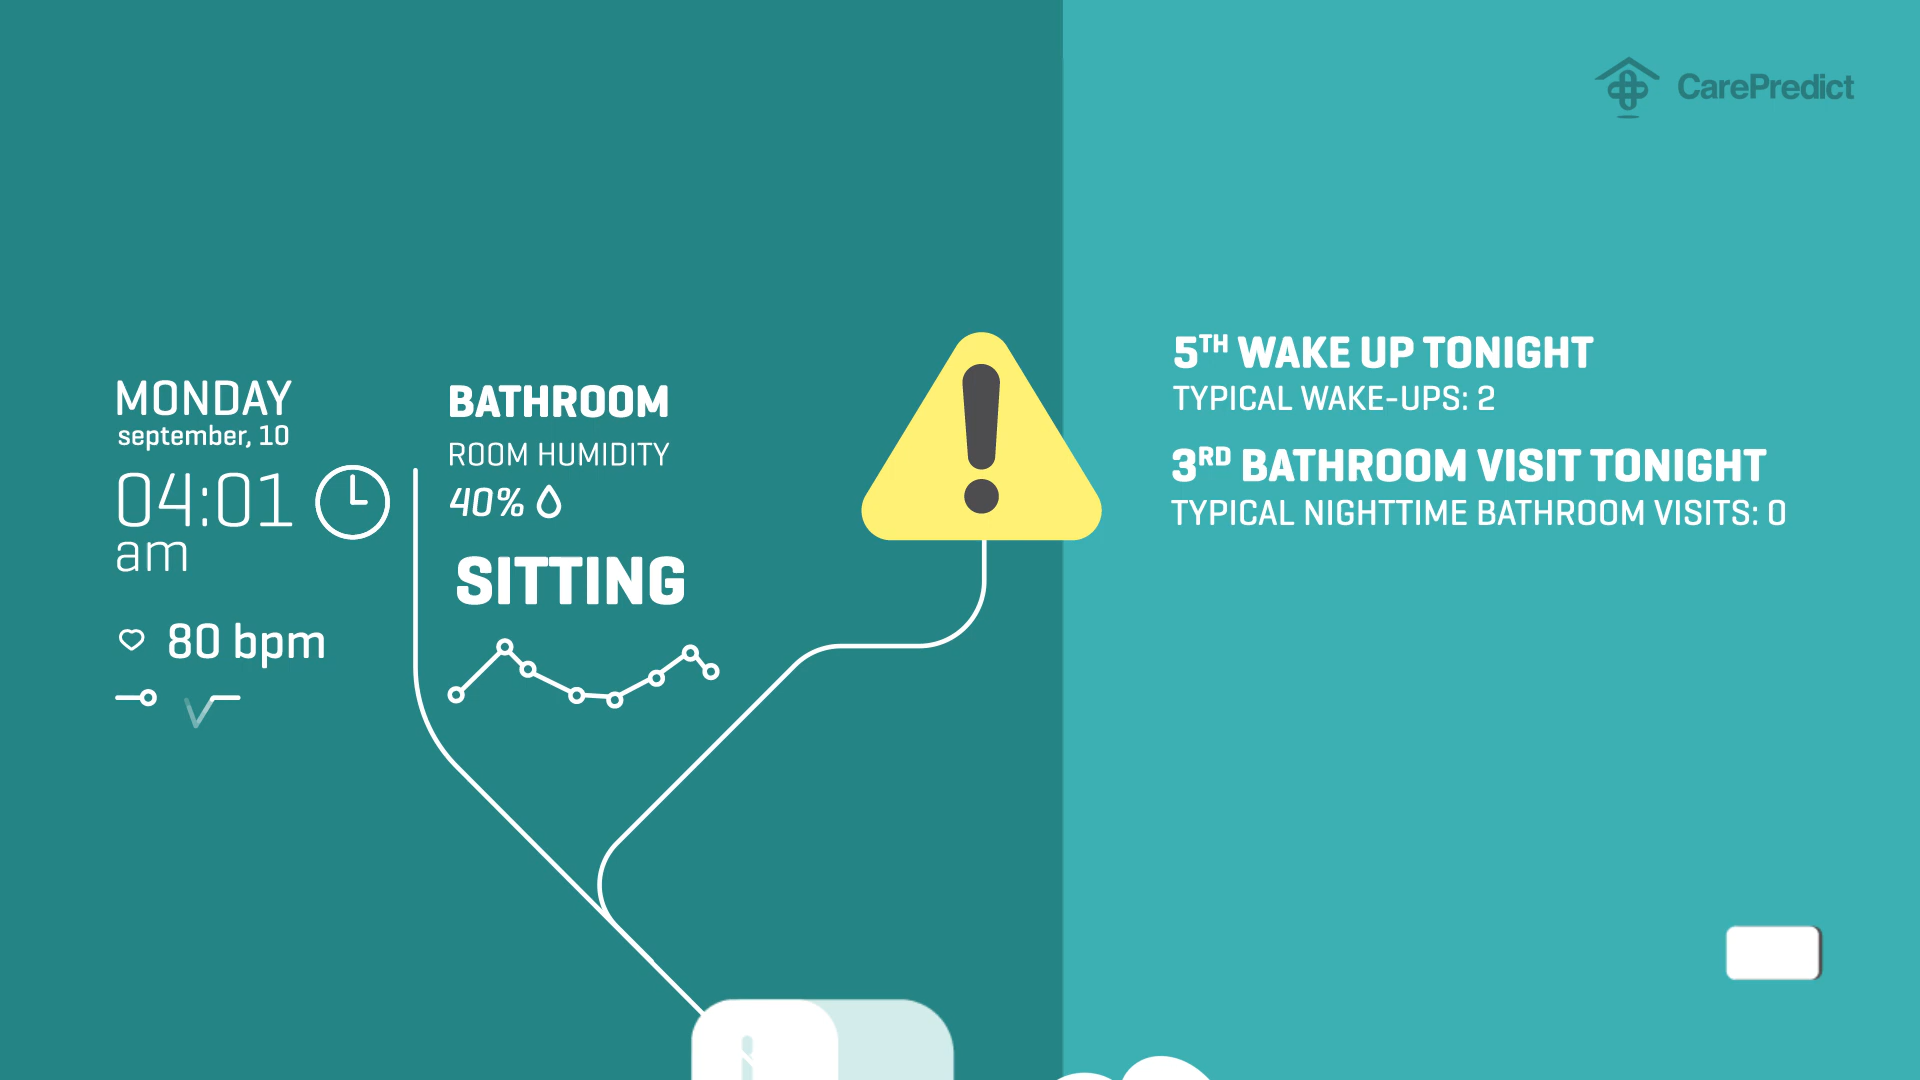 CarePredict
MONDAY
september, 10
04:01
am
80 bpm
BATHROOM
ROOM HUMIDITY
40%
SITTING
5TH WAKE UP TONIGHT
TYPICAL WAKE-UPS: 2
3RD BATHROOM VISIT TONIGHT
TYPICAL NIGHTTIME BATHROOM VISITS: 0